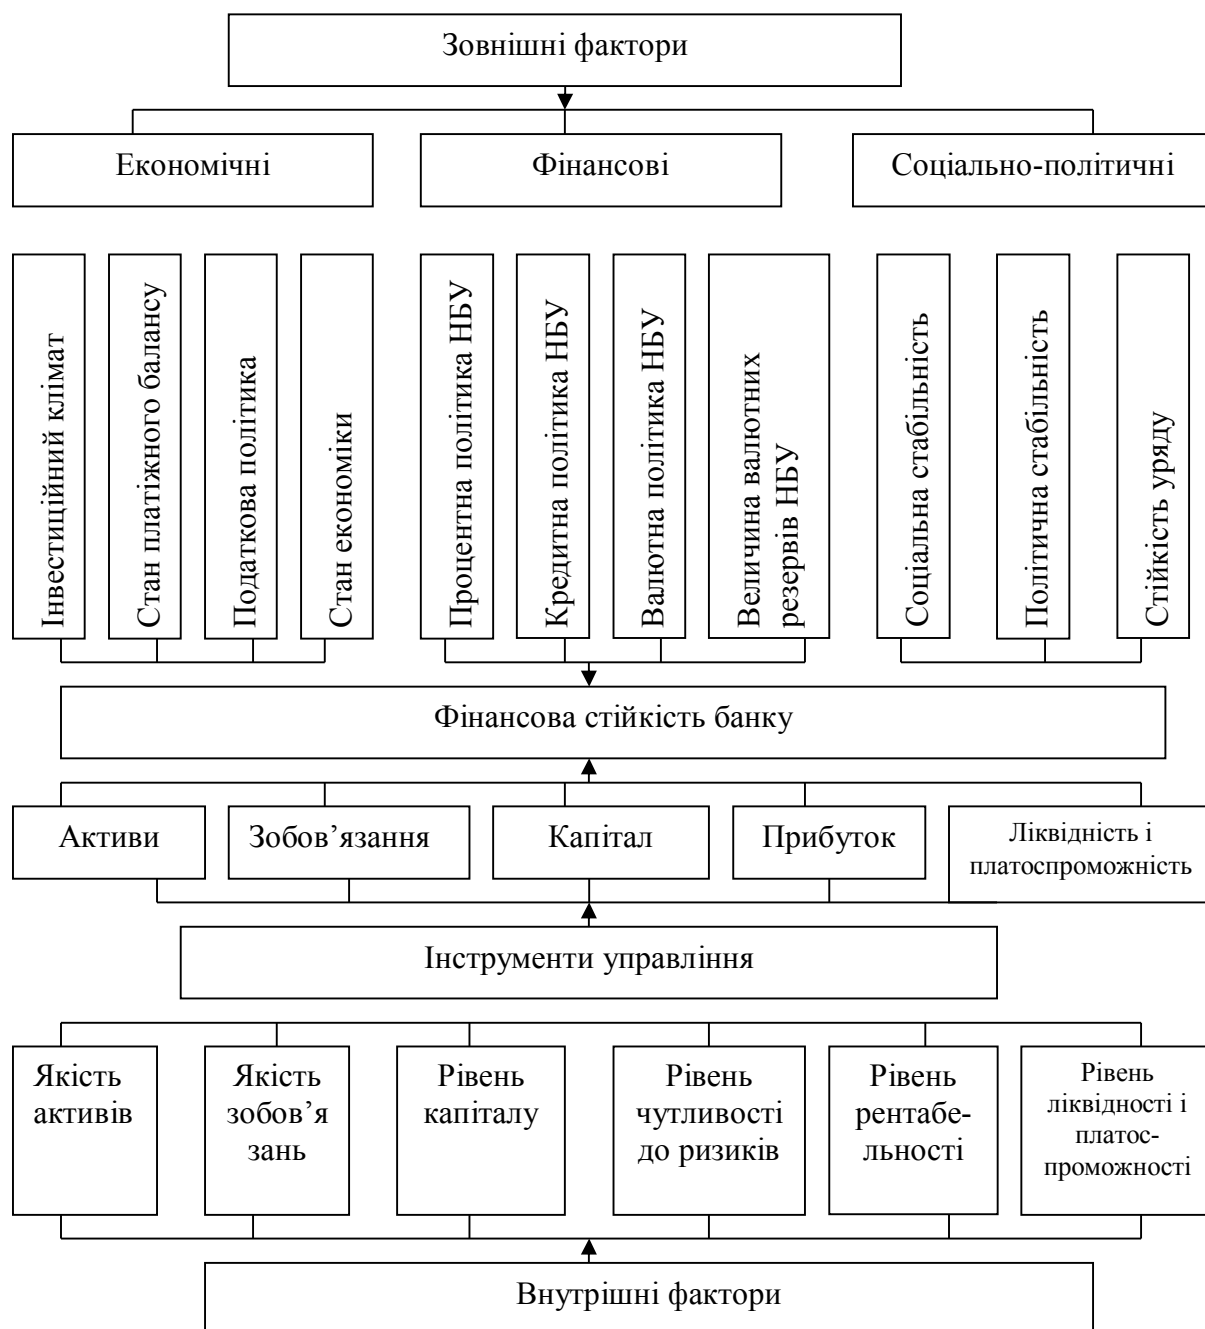 Зовнішні фактори
Економічні
Фінансові
Соціально-політичні
Інвестиційний клімат
Стан платіжного балансу
Податкова політика
Стан економіки
Процентна політика НБУ
Кредитна політика НБУ
Валютна політика НБУ
Величина валютних
резервів НБУ
Соціальна стабільність
Політична стабільність
Стійкість уряду
Фінансова стійкість банку
Активи
Зобов’язання
Капітал
Прибуток
Ліквідність і
платоспроможність
Інструменти управління
Якість
активів
Якість
зобов’я
зань
Рівень
капіталу
Рівень
чутливості
до ризиків
Рівень
рентабе-
льності
Рівень
ліквідності і
платос-
проможності
Внутрішні фактори